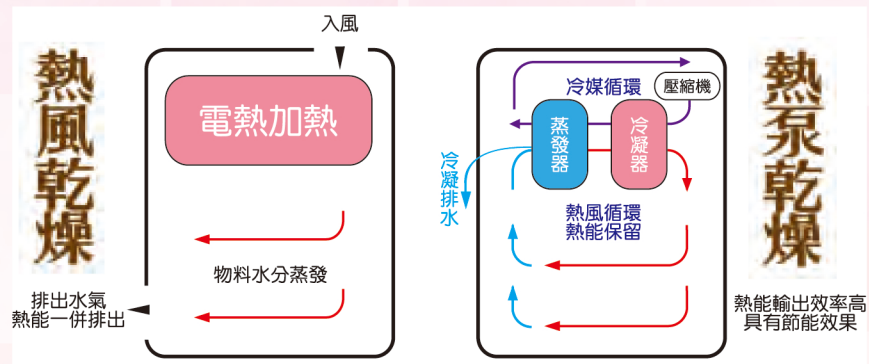 熱風乾燥
入風
電熱加熱
物料水分蒸發
排出水氣
熱能一併排出
冷媒循環
壓縮機
蒸發器
冷凝器
冷凝排水
熱風循環
熱能保留
熱泵乾燥
熱能輸出效率高
具有節能效果